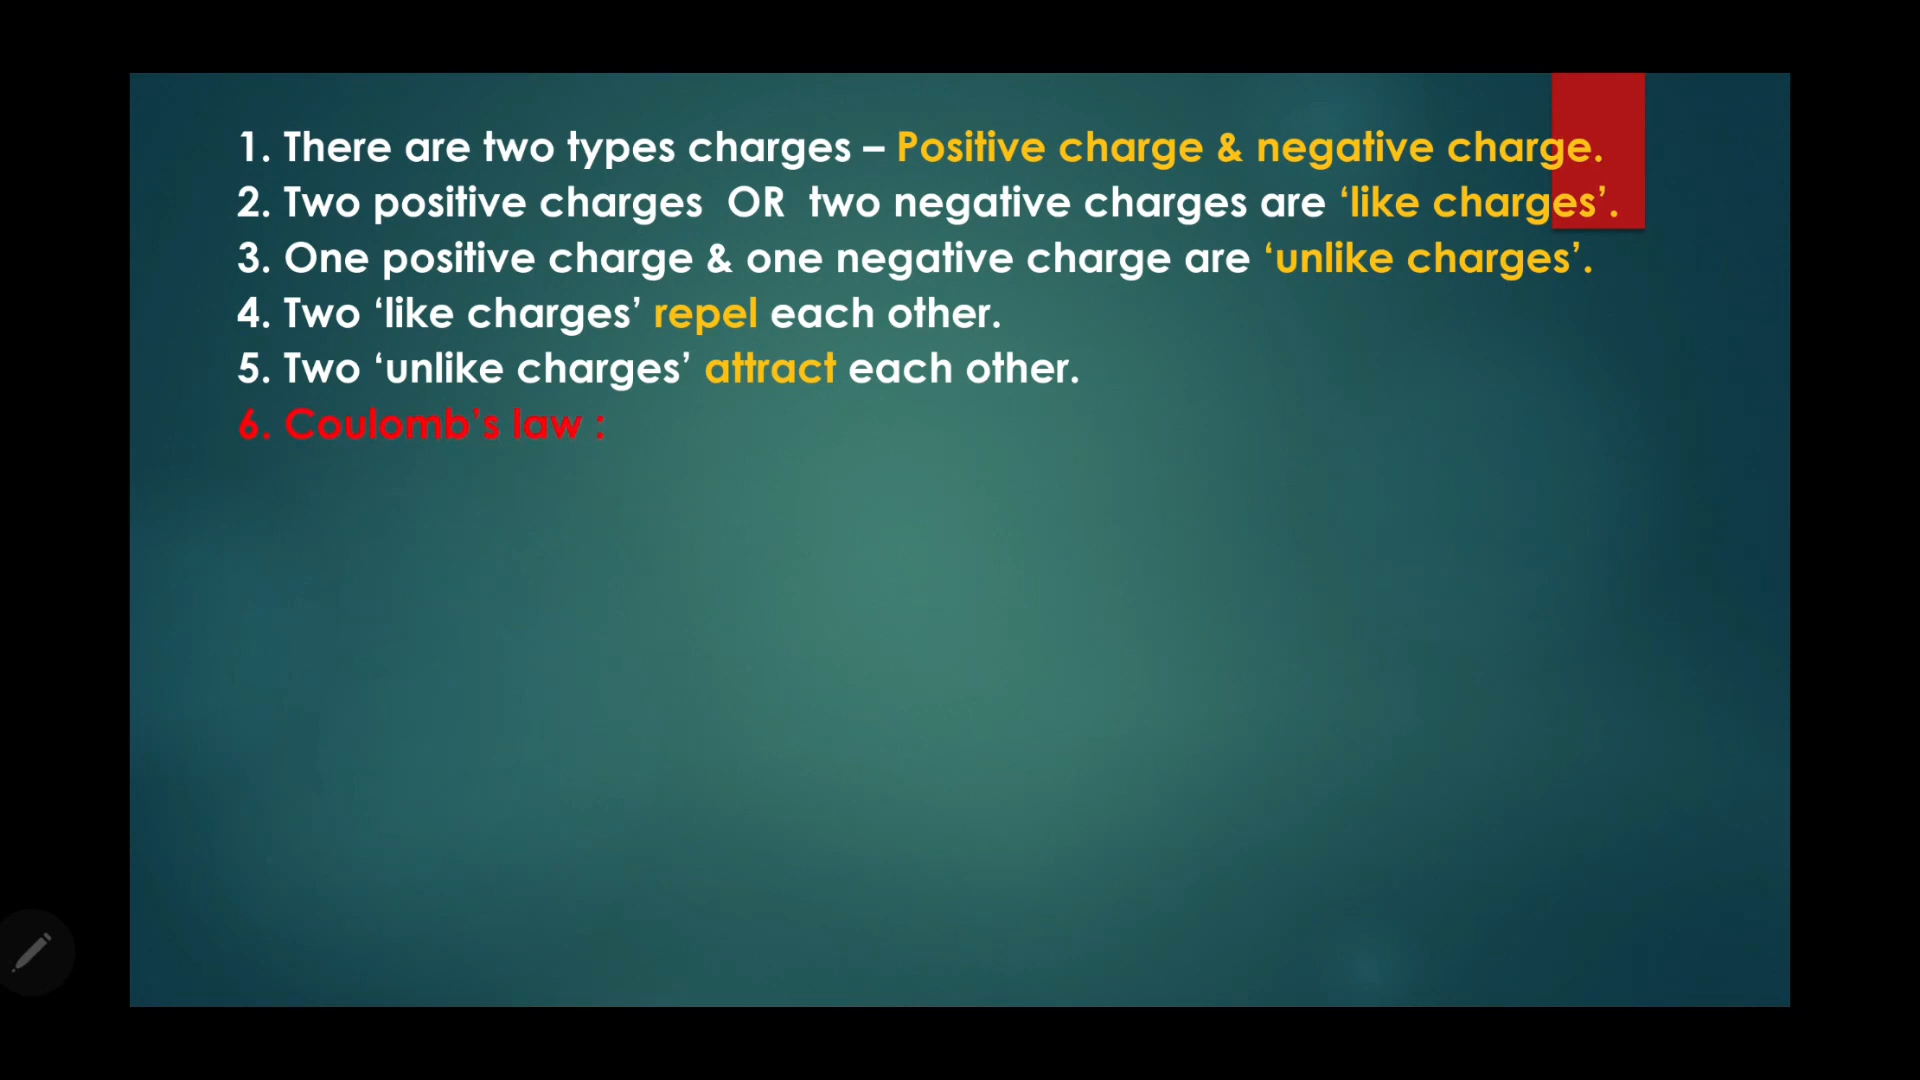 1. There are two types charges – Positive charge & negative charge.
2. Two positive charges  OR  two negative charges are ‘like charges’.
3. One positive charge & one negative charge are ‘unlike charges’.
4. Two ‘like charges’ repel each other.
5. Two ‘unlike charges’ attract each other.
6. Coulomb’s law :